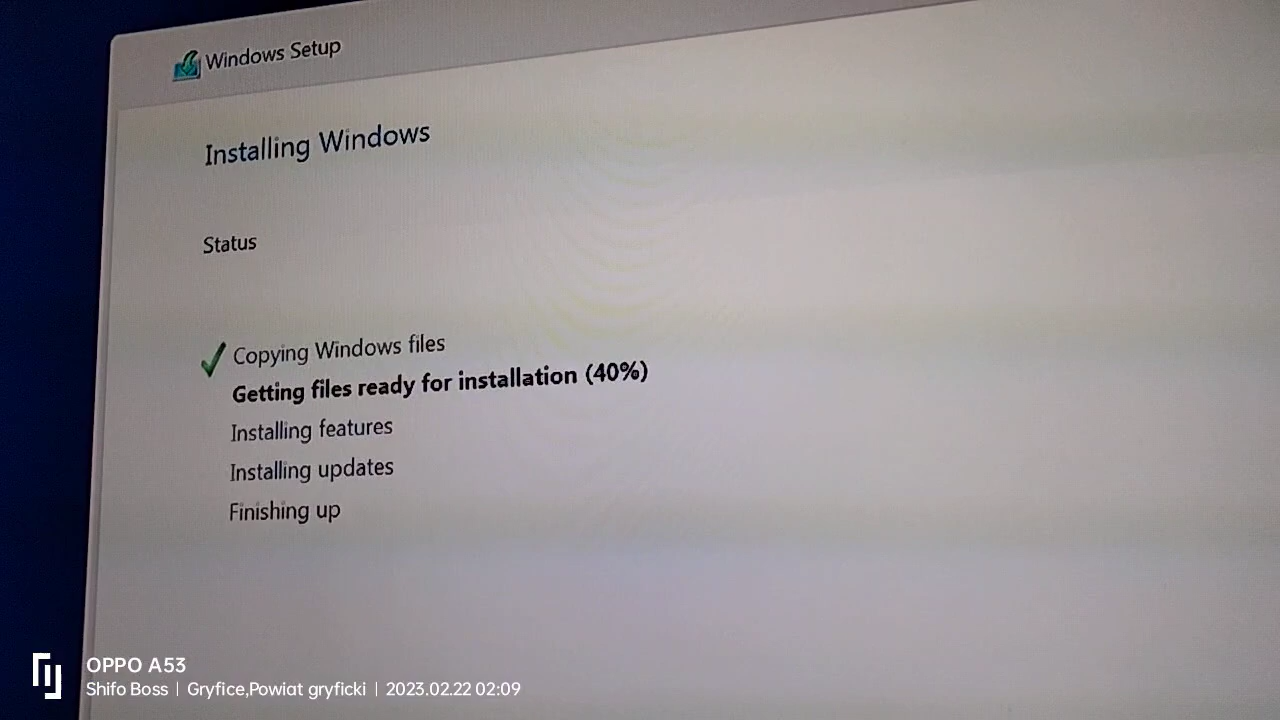 Windows Setup
Installing Windows
Status
Copying Windows files
Getting files ready for installation (40%)
Installing features
Installing updates
Finishing up
OPPO A53
Shifo Boss | Gryfice,Powiat gryficki | 2023.02.22 02:09